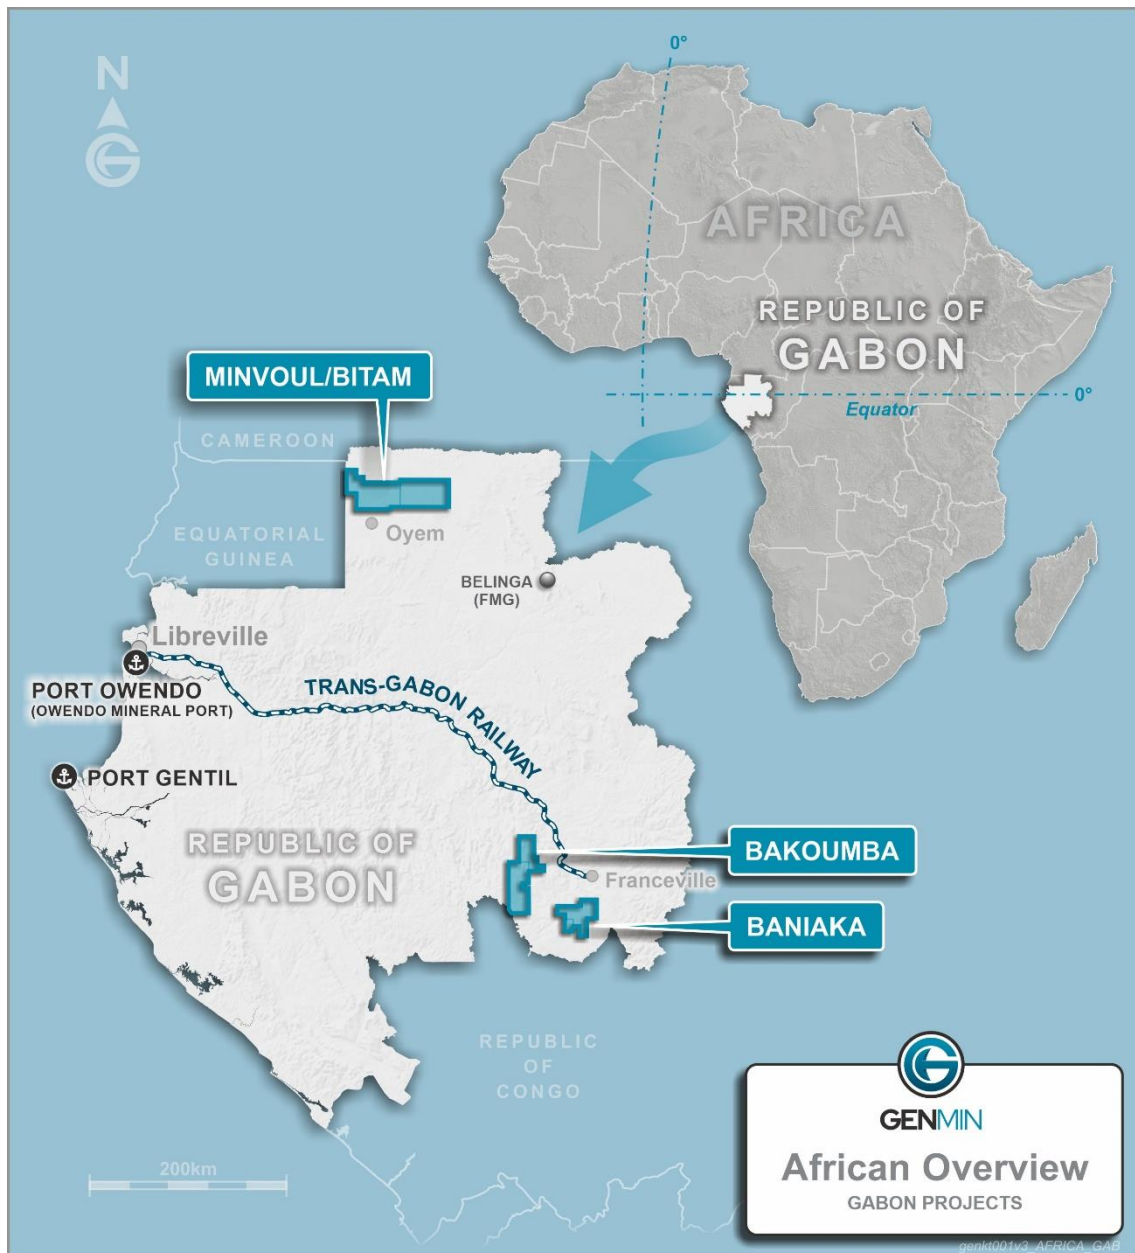 N
0°
AFRICA
REPUBLIC OF
GABON
0°
Equator
MINVOUL/BITAM
CAMEROON
EQUATORIAL
GUINEA
Oyem
BELINGA
(FMG)
Libreville
PORT OWENDO
(OWENDO MINERAL PORT)
TRANS-GABON RAILWAY
PORT GENTIL
REPUBLIC OF
GABON
BAKOUMBA
Franceville
BANIAKA
REPUBLIC
OF
CONGO
200km
GENMIN
African Overview
GABON PROJECTS
genkt001v3_AFRICA_GAB